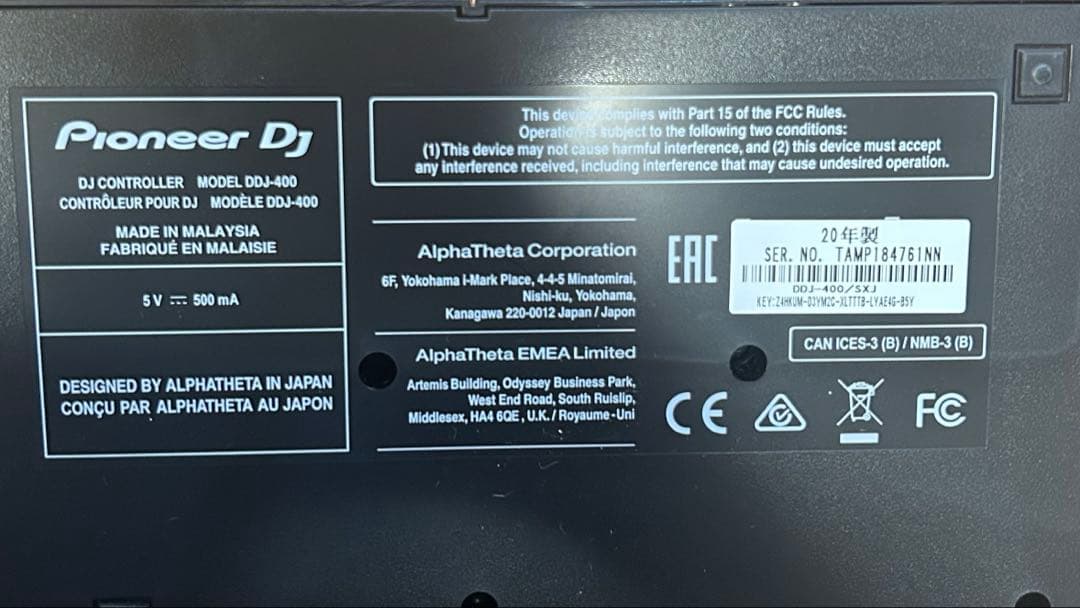 Pioneer Dj
DJ CONTROLLER MODEL DDJ-400
CONTRÔLEUR POUR DJ MODÈLE DDJ-400
MADE IN MALAYSIA
FABRIQUÉ EN MALAISIE
5 V ⎓ 500 mA
DESIGNED BY ALPHATHETA IN JAPAN
CONÇU PAR ALPHATHETA AU JAPON
This device complies with Part 15 of the FCC Rules.
Operation is subject to the following two conditions:
(1) This device may not cause harmful interference, and (2) this device must accept
any interference received, including interference that may cause undesired operation.
AlphaTheta Corporation
6F, Yokohama I-Mark Place, 4-4-5 Minatomirai,
Nishi-ku, Yokohama,
Kanagawa 220-0012 Japan / Japon
AlphaTheta EMEA Limited
Artemis Building, Odyssey Business Park,
West End Road, South Ruislip,
Middlesex, HA4 6QE , U.K. / Royaume-Uni
EAC
20年製
SER. NO. TAMP184761NN
DDJ-400/SXJ
KEY:Z4HKUM-D3YM2C-XLTTTB-LYAE4G-B5Y
CAN ICES-3 (B) / NMB-3 (B)
CE
FC